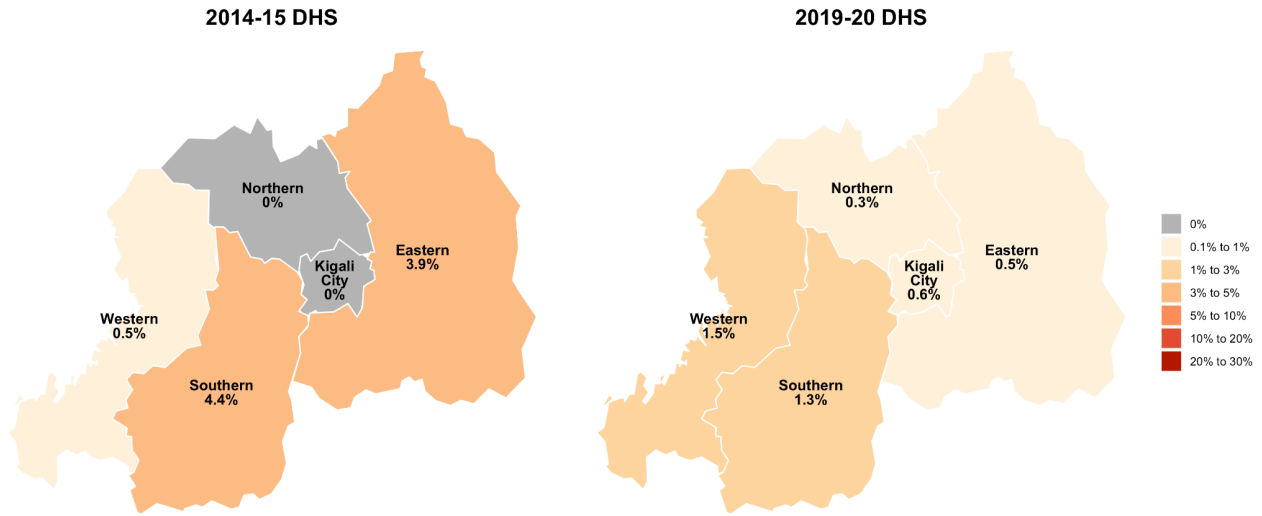 2014-15 DHS
Northern
0%
Eastern
3.9%
Kigali
City
0%
Western
0.5%
Southern
4.4%
2019-20 DHS
Northern
0.3%
Eastern
0.5%
Kigali
City
0.6%
Western
1.5%
Southern
1.3%
0%
0.1% to 1%
1% to 3%
3% to 5%
5% to 10%
10% to 20%
20% to 30%